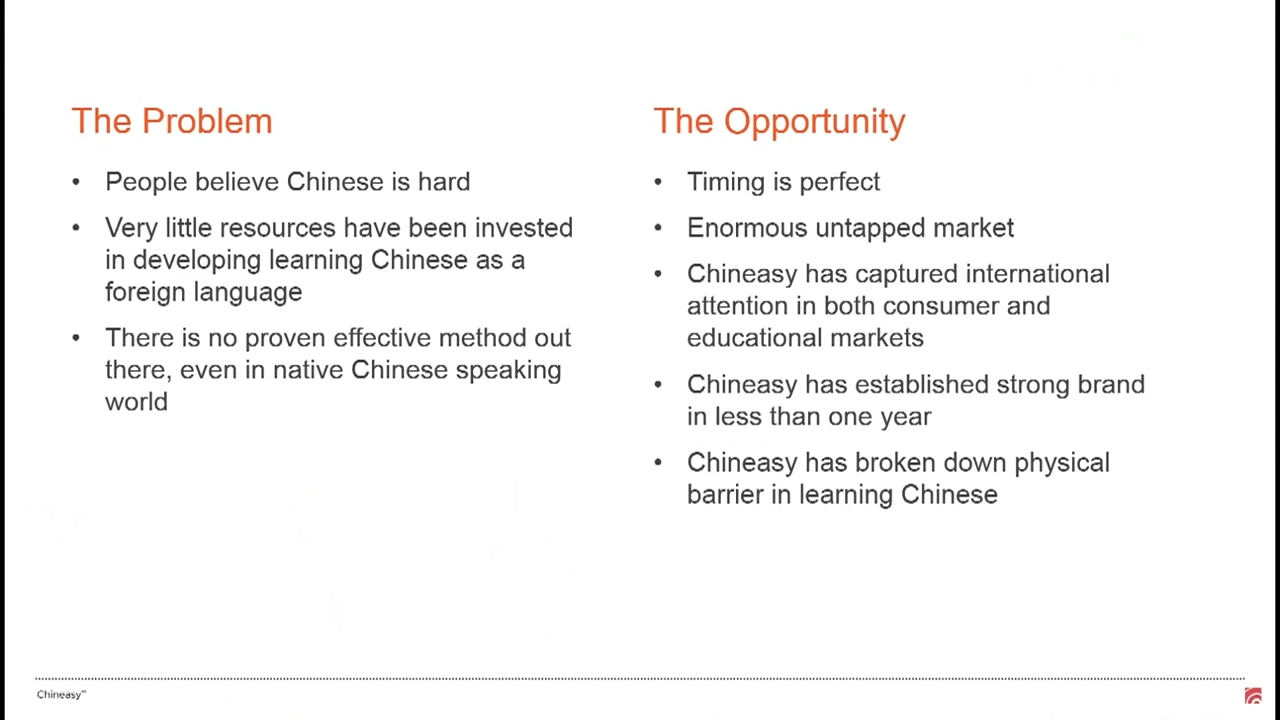 The Problem
• People believe Chinese is hard
• Very little resources have been invested
in developing learning Chinese as a
foreign language
• There is no proven effective method out
there, even in native Chinese speaking
world
The Opportunity
• Timing is perfect
• Enormous untapped market
• Chineasy has captured international
attention in both consumer and
educational markets
• Chineasy has established strong brand
in less than one year
• Chineasy has broken down physical
barrier in learning Chinese
Chineasy™